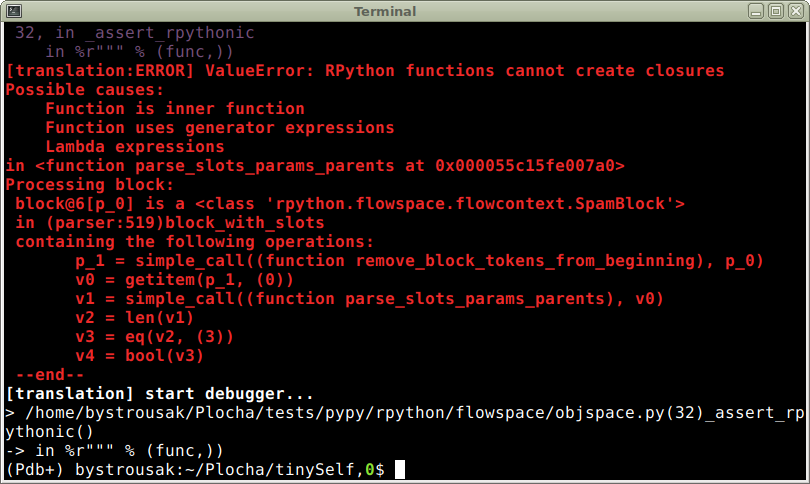 Terminal
 32, in _assert_rpythonic
    in %r""" % (func,))
[translation:ERROR] ValueError: RPython functions cannot create closures
Possible causes:
    Function is inner function
    Function uses generator expressions
    Lambda expressions
in <function parse_slots_params_parents at 0x000055c15fe007a0>
Processing block:
 block@6[p_0] is a <class 'rpython.flowspace.flowcontext.SpamBlock'>
 in (parser:519)block_with_slots
 containing the following operations:
       p_1 = simple_call((function remove_block_tokens_from_beginning), p_0)
       v0 = getitem(p_1, (0))
       v1 = simple_call((function parse_slots_params_parents), v0)
       v2 = len(v1)
       v3 = eq(v2, (3))
       v4 = bool(v3)
 --end--
[translation] start debugger...
> /home/bystrousak/Plocha/tests/pypy/rpython/flowspace/objspace.py(32)_assert_rp
ythonic()
-> in %r""" % (func,))
(Pdb+) bystrousak:~/Plocha/tinySelf,0$